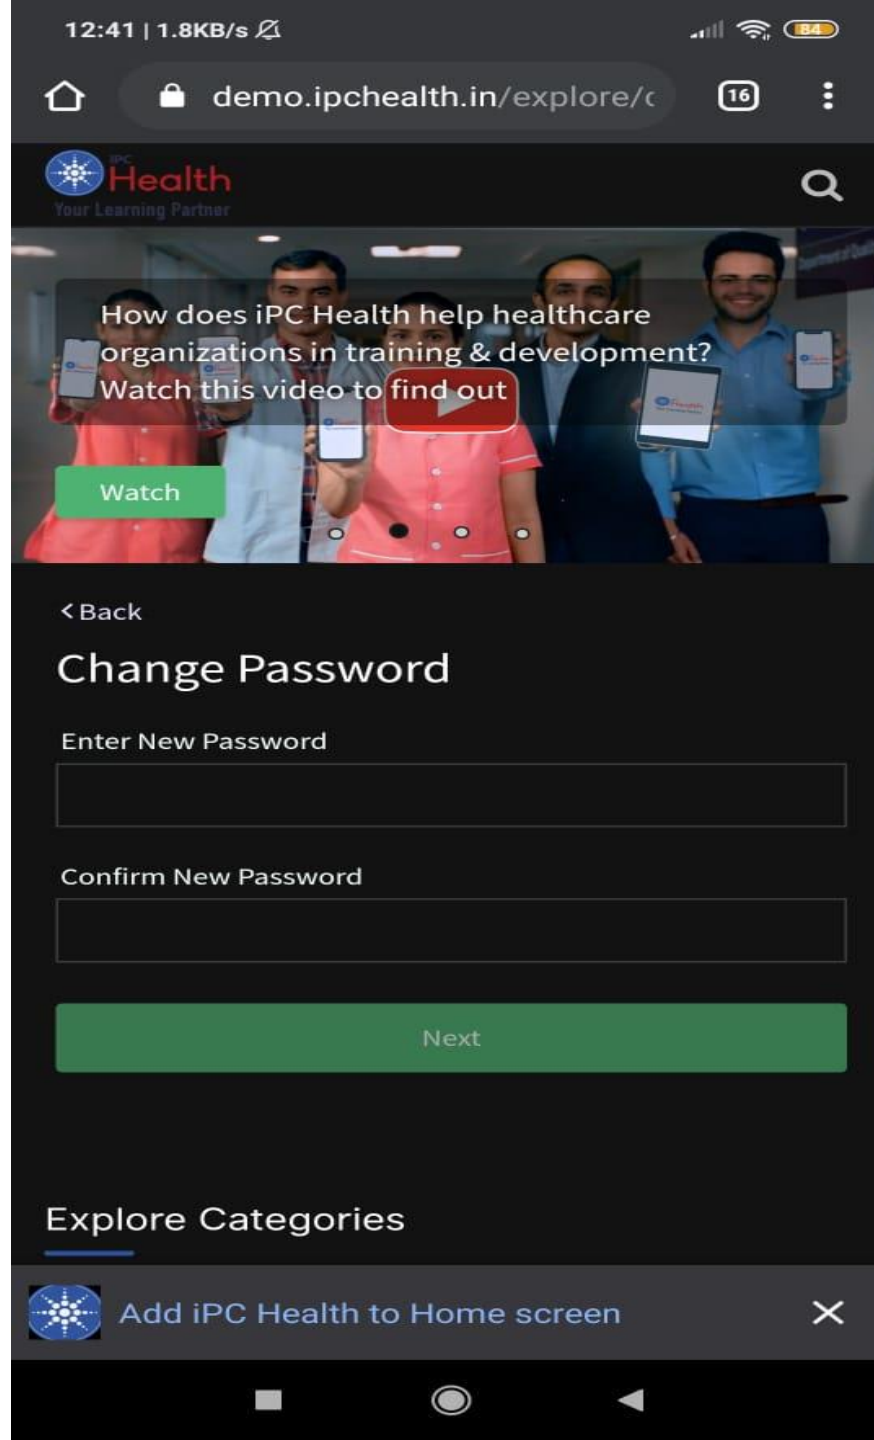 12:41 | 1.8KB/s
84
demo.ipchealth.in/explore/c
16
iPC
Health
Your Learning Partner
How does iPC Health help healthcare
organizations in training & development?
Watch this video to find out
Watch
Back
Change Password
Enter New Password
Confirm New Password
Next
Explore Categories
Add iPC Health to Home screen